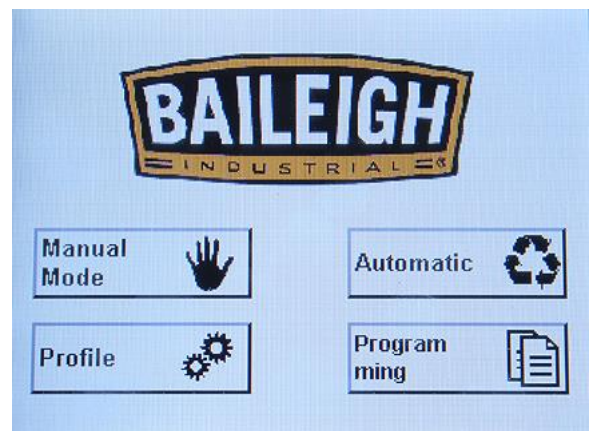 BAILEIGH
INDUSTRIAL ®
Manual
Mode
Automatic
Profile
Program
ming